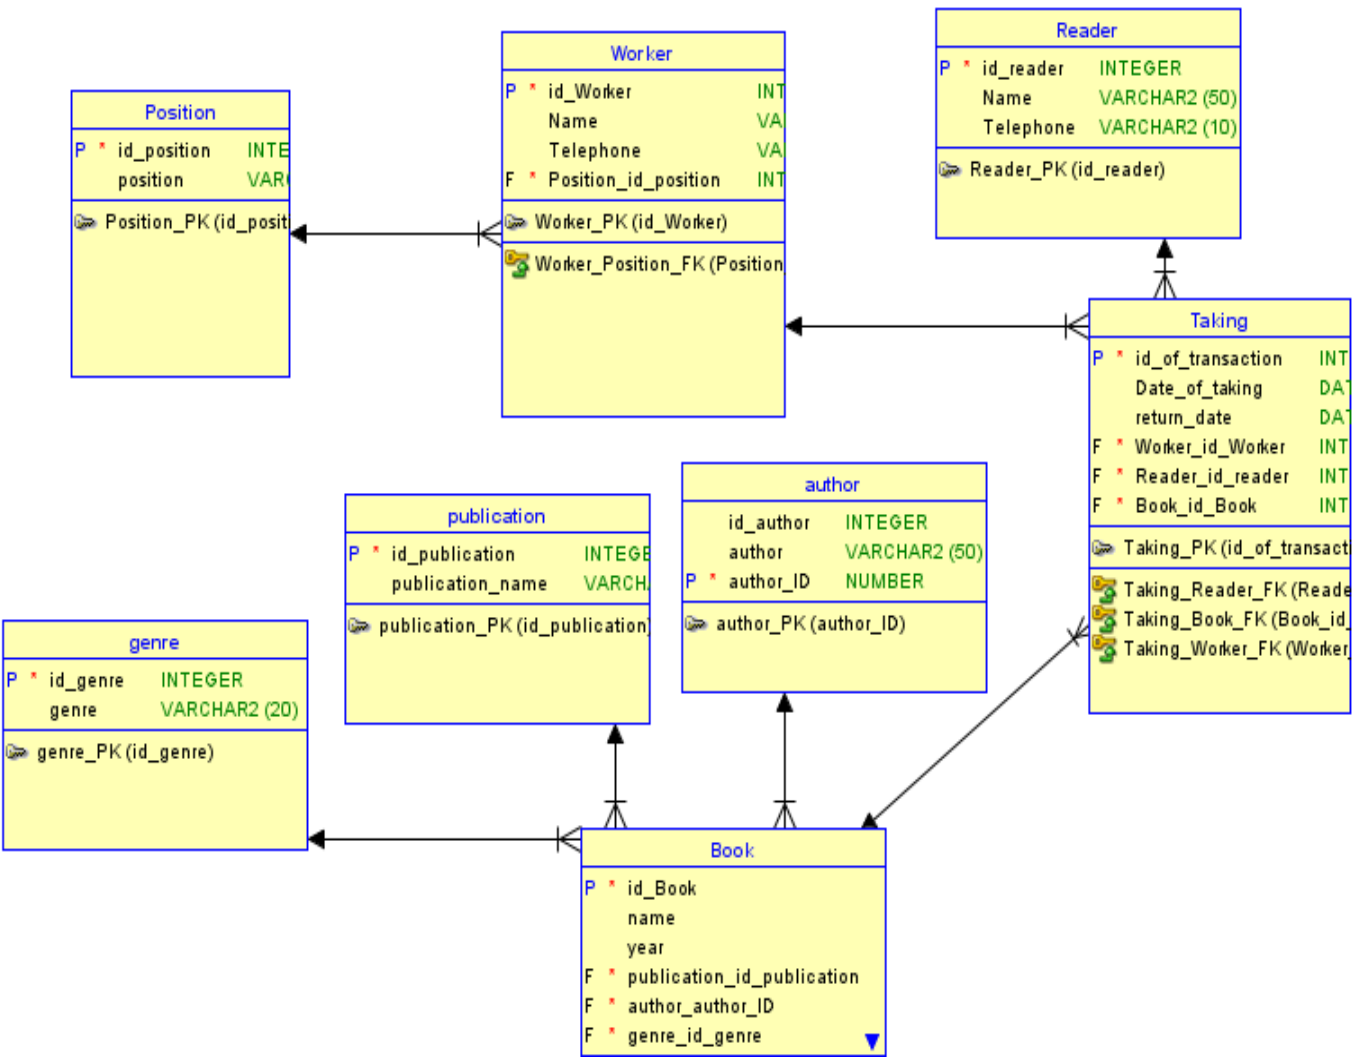 Position
P * id_position INTE
position VAR
Position_PK (id_posit
Worker
P * id_Worker INT
Name VA
Telephone VA
F * Position_id_position INT
Worker_PK (id_Worker)
Worker_Position_FK (Position
Reader
P * id_reader INTEGER
Name VARCHAR2 (50)
Telephone VARCHAR2 (10)
Reader_PK (id_reader)
Taking
P * id_of_transaction INT
Date_of_taking DAT
return_date DAT
F * Worker_id_Worker INT
F * Reader_id_reader INT
F * Book_id_Book INT
Taking_PK (id_of_transact
Taking_Reader_FK (Reade
Taking_Book_FK (Book_id_
Taking_Worker_FK (Worker_
genre
P * id_genre INTEGER
genre VARCHAR2 (20)
genre_PK (id_genre)
publication
P * id_publication INTEGE
publication_name VARCH
publication_PK (id_publication)
author
id_author INTEGER
author VARCHAR2 (50)
P * author_ID NUMBER
author_PK (author_ID)
Book
P * id_Book
name
year
F * publication_id_publication
F * author_author_ID
F * genre_id_genre